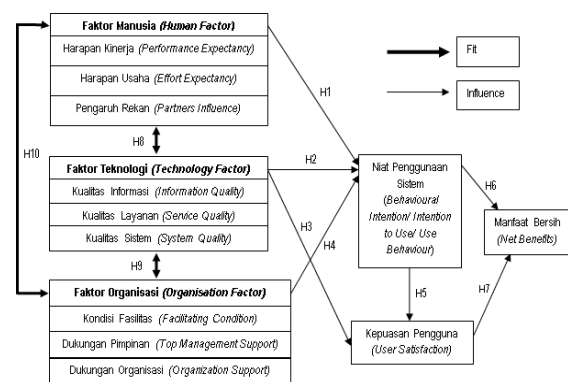 Faktor Manusia (Human Factor)
Harapan Kinerja (Performance Expectancy)
Harapan Usaha (Effort Expectancy)
Pengaruh Rekan (Partners Influence)
H8
H10
Faktor Teknologi (Technology Factor)
Kualitas Informasi (Information Quality)
Kualitas Layanan (Service Quality)
Kualitas Sistem (System Quality)
H9
Faktor Organisasi (Organisation Factor)
Kondisi Fasilitas (Facilitating Condition)
Dukungan Pimpinan (Top Management Support)
Dukungan Organisasi (Organization Support)
H1
H2
H3
H4
Niat Penggunaan
Sistem
(Behavioural
Intention/ Intention
to Use/ Use
Behaviour)
H5
Kepuasan Pengguna
(User Satisfaction)
H6
H7
Manfaat Bersih
(Net Benefits)
Fit
Influence